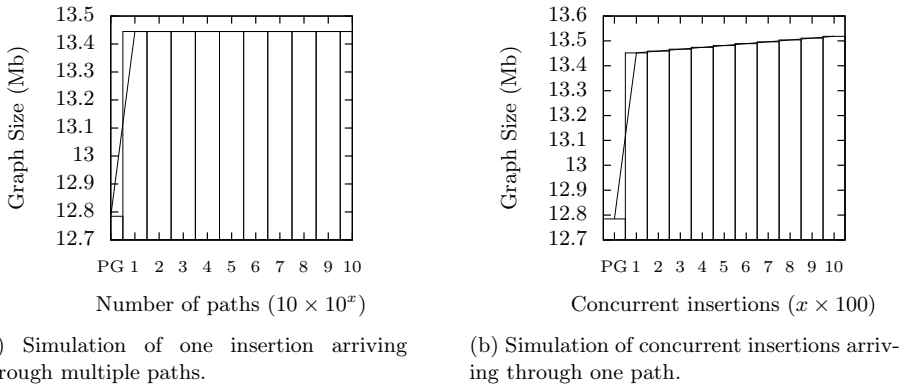 13.5
13.4
13.3
13.2
13.1
13
12.9
12.8
12.7
Graph Size (Mb)
PG 1 2 3 4 5 6 7 8 9 10
Number of paths (10 × 10^x)
) Simulation of one insertion arriving
rough multiple paths.
13.6
13.5
13.4
13.3
13.2
13.1
13
12.9
12.8
12.7
Graph Size (Mb)
PG 1 2 3 4 5 6 7 8 9 10
Concurrent insertions (x × 100)
(b) Simulation of concurrent insertions arriv-
ing through one path.